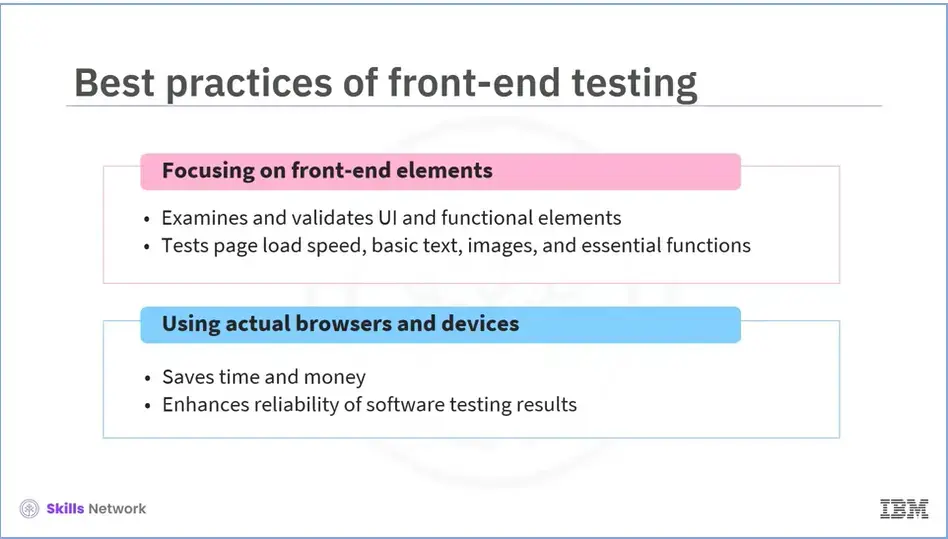 Best practices of front-end testing
Focusing on front-end elements
• Examines and validates UI and functional elements
• Tests page load speed, basic text, images, and essential functions
Using actual browsers and devices
• Saves time and money
• Enhances reliability of software testing results
Skills Network
IBM